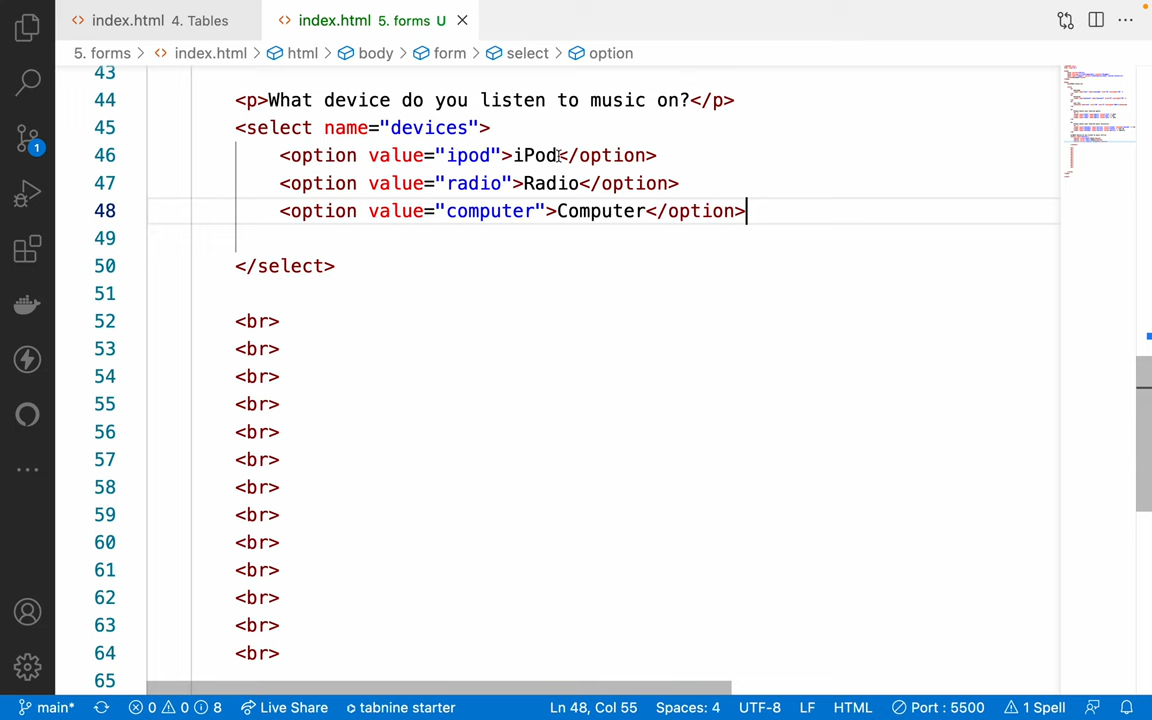 index.html 4. Tables
index.html 5. forms U
5. forms > index.html > html > body > form > select > option
43
44 <p>What device do you listen to music on?</p>
45 <select name="devices">
46 <option value="ipod">iPod</option>
47 <option value="radio">Radio</option>
48 <option value="computer">Computer</option>
49
50 </select>
51
52 <br>
53 <br>
54 <br>
55 <br>
56 <br>
57 <br>
58 <br>
59 <br>
60 <br>
61 <br>
62 <br>
63 <br>
64 <br>
65
1
main* 0 0 8 Live Share tabnine starter Ln 48, Col 55 Spaces: 4 UTF-8 LF HTML Port : 5500 1 Spell